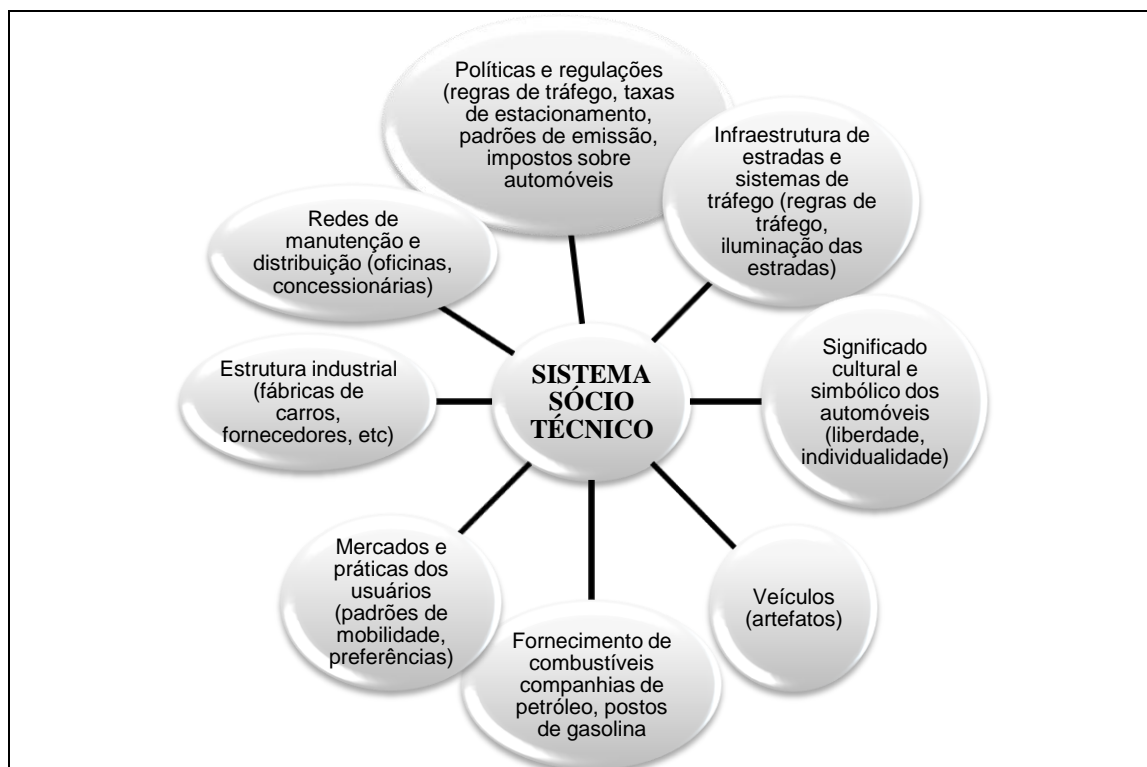 Políticas e regulações
(regras de tráfego, taxas
de estacionamento,
padrões de emissão,
impostos sobre
automóveis
Infraestrutura de
estradas e
sistemas de
tráfego (regras de
tráfego,
iluminação das
estradas)
Significado
cultural e
simbólico dos
automóveis
(liberdade,
individualidade)
Veículos
(artefatos)
Fornecimento de
combustíveis
companhias de
petróleo, postos
de gasolina
Mercados e
práticas dos
usuários
(padrões de
mobilidade,
preferências)
Estrutura industrial
(fábricas de
carros,
fornecedores, etc)
Redes de
manutenção e
distribuição (oficinas,
concessionárias)
SISTEMA
SÓCIO
TÉCNICO